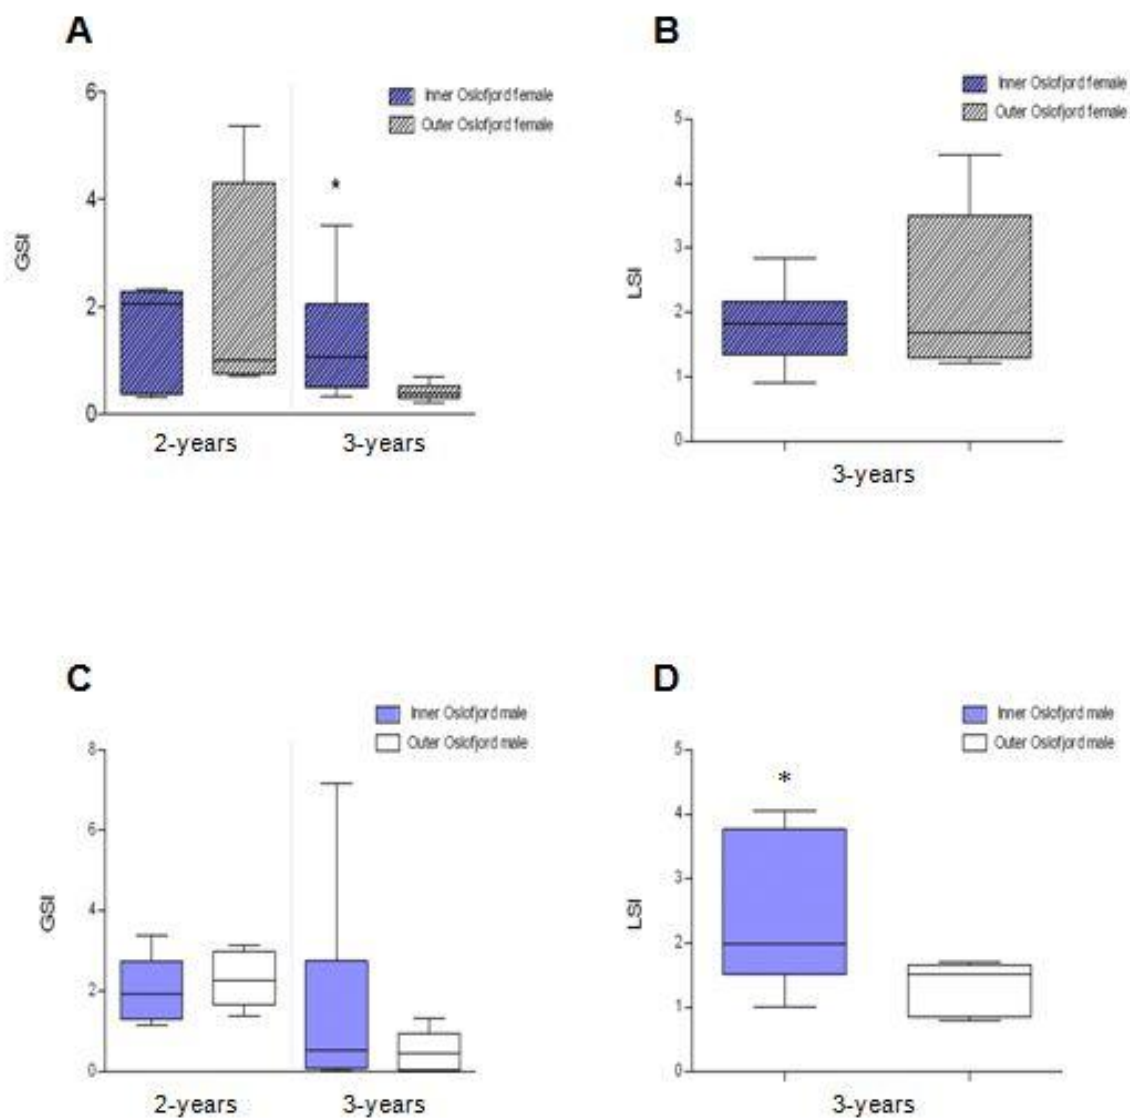 A
B
Inner Oslofjord female
Outer Oslofjord female
6
4
2
0
GSI
*
2-years
3-years
Inner Oslofjord female
Outer Oslofjord female
5
4
3
2
1
0
LSI
3-years
C
D
Inner Oslofjord male
Outer Oslofjord male
8
6
4
2
0
GSI
2-years
3-years
Inner Oslofjord male
Outer Oslofjord male
5
4
3
2
1
0
LSI
*
3-years